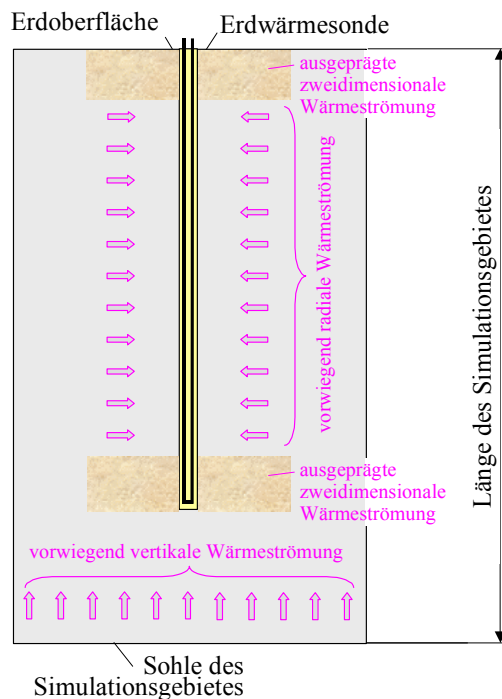 Erdoberfläche
Erdwärmesonde
ausgeprägte
zweidimensionale
Wärmeströmung
vorwiegend radiale Wärmeströmung
Länge des Simulationsgebietes
ausgeprägte
zweidimensionale
Wärmeströmung
vorwiegend vertikale Wärmeströmung
Sohle des
Simulationsgebietes